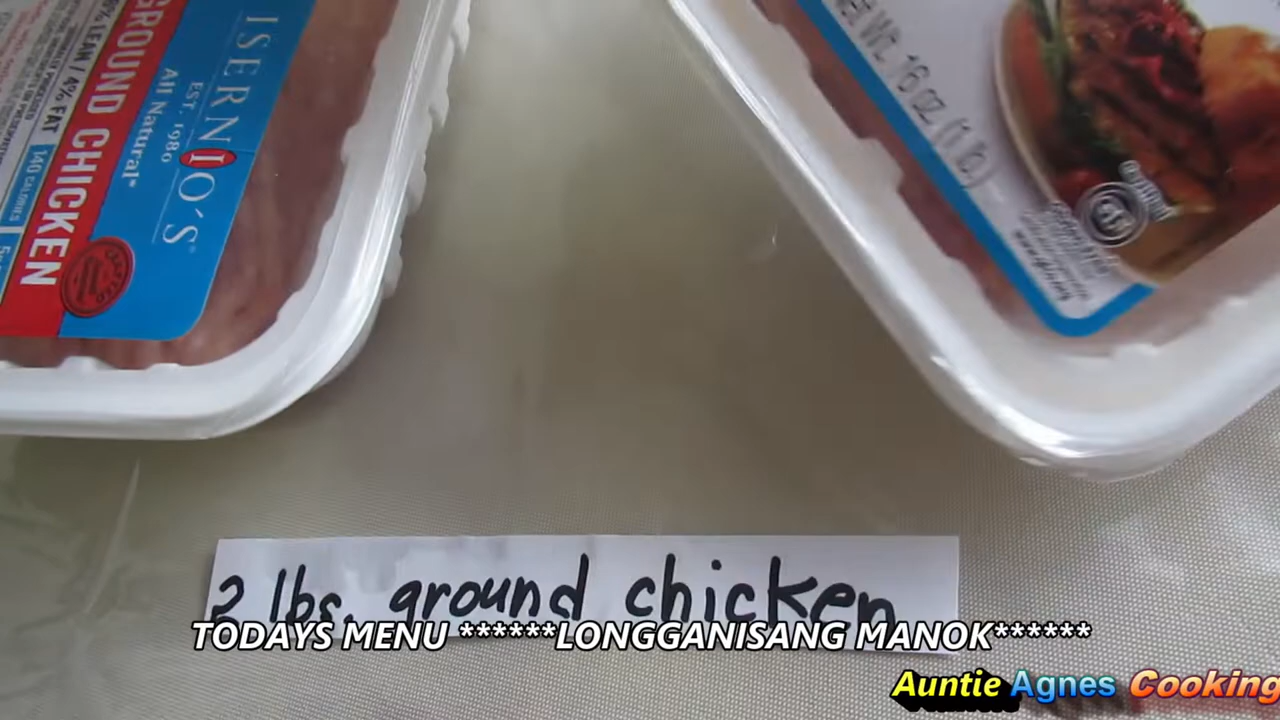 ISERNIO'S
EST. 1980
All Natural*
GROUND CHICKEN
LEAN / 4% FAT
140 CALORIES
NET WT. 16 OZ (1 lb)
2 lbs. ground chicken
TODAYS MENU ******LONGGANISANG MANOK******
Auntie Agnes Cooking